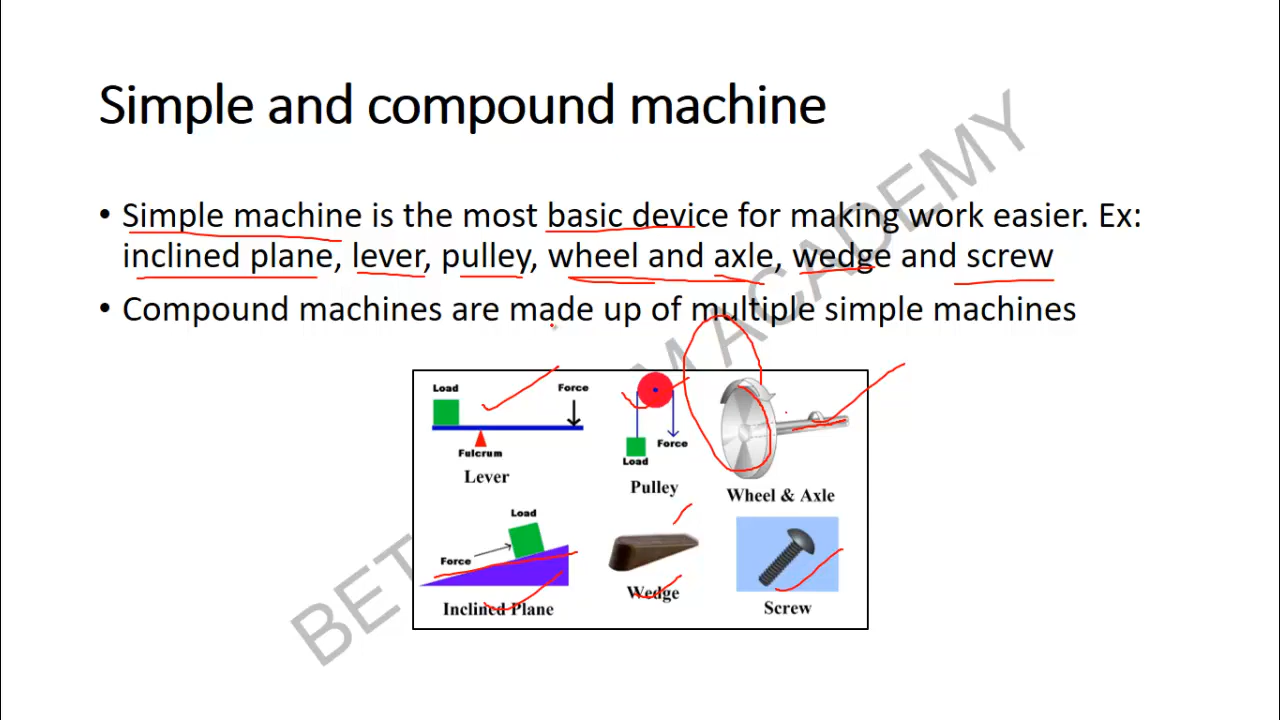 Simple and compound machine
• Simple machine is the most basic device for making work easier. Ex:
inclined plane, lever, pulley, wheel and axle, wedge and screw
• Compound machines are made up of multiple simple machines
Load
Force
Fulcrum
Lever
Load
Force
Pulley
Wheel & Axle
Load
Force
Inclined Plane
Wedge
Screw